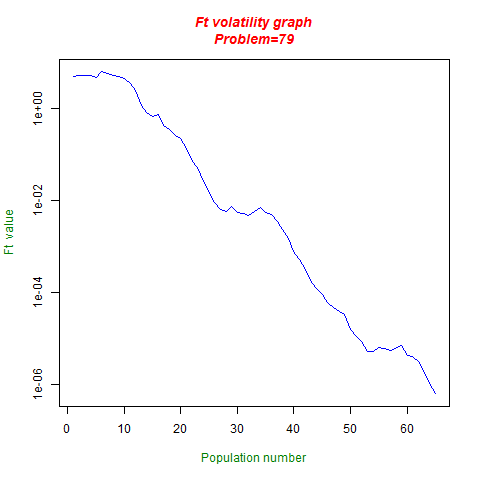 Ft volatility graph
Problem=79
1e+00
1e-02
1e-04
1e-06
Ft value
0 10 20 30 40 50 60
Population number